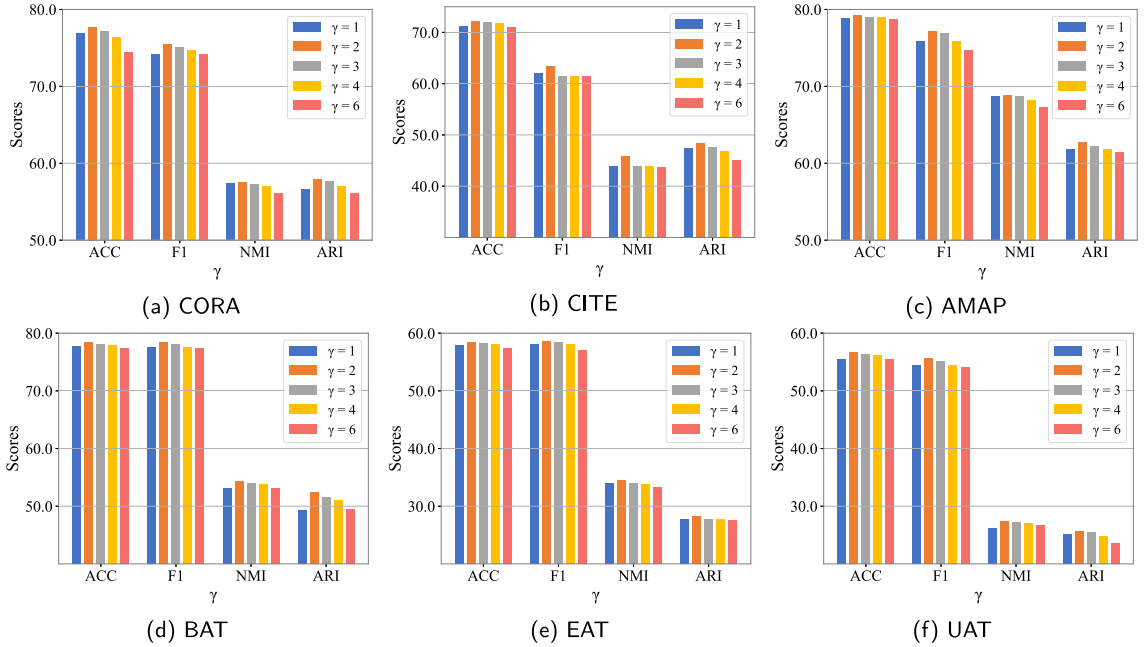 80.0
70.0
60.0
50.0
Scores
ACC F1 NMI ARI
γ
γ = 1
γ = 2
γ = 3
γ = 4
γ = 6
(a) CORA
70.0
60.0
50.0
40.0
Scores
ACC F1 NMI ARI
γ
γ = 1
γ = 2
γ = 3
γ = 4
γ = 6
(b) CITE
80.0
70.0
60.0
50.0
Scores
ACC F1 NMI ARI
γ
γ = 1
γ = 2
γ = 3
γ = 4
γ = 6
(c) AMAP
80.0
70.0
60.0
50.0
Scores
ACC F1 NMI ARI
γ
γ = 1
γ = 2
γ = 3
γ = 4
γ = 6
(d) BAT
60.0
50.0
40.0
30.0
Scores
ACC F1 NMI ARI
γ
γ = 1
γ = 2
γ = 3
γ = 4
γ = 6
(e) EAT
60.0
50.0
40.0
30.0
Scores
ACC F1 NMI ARI
γ
γ = 1
γ = 2
γ = 3
γ = 4
γ = 6
(f) UAT